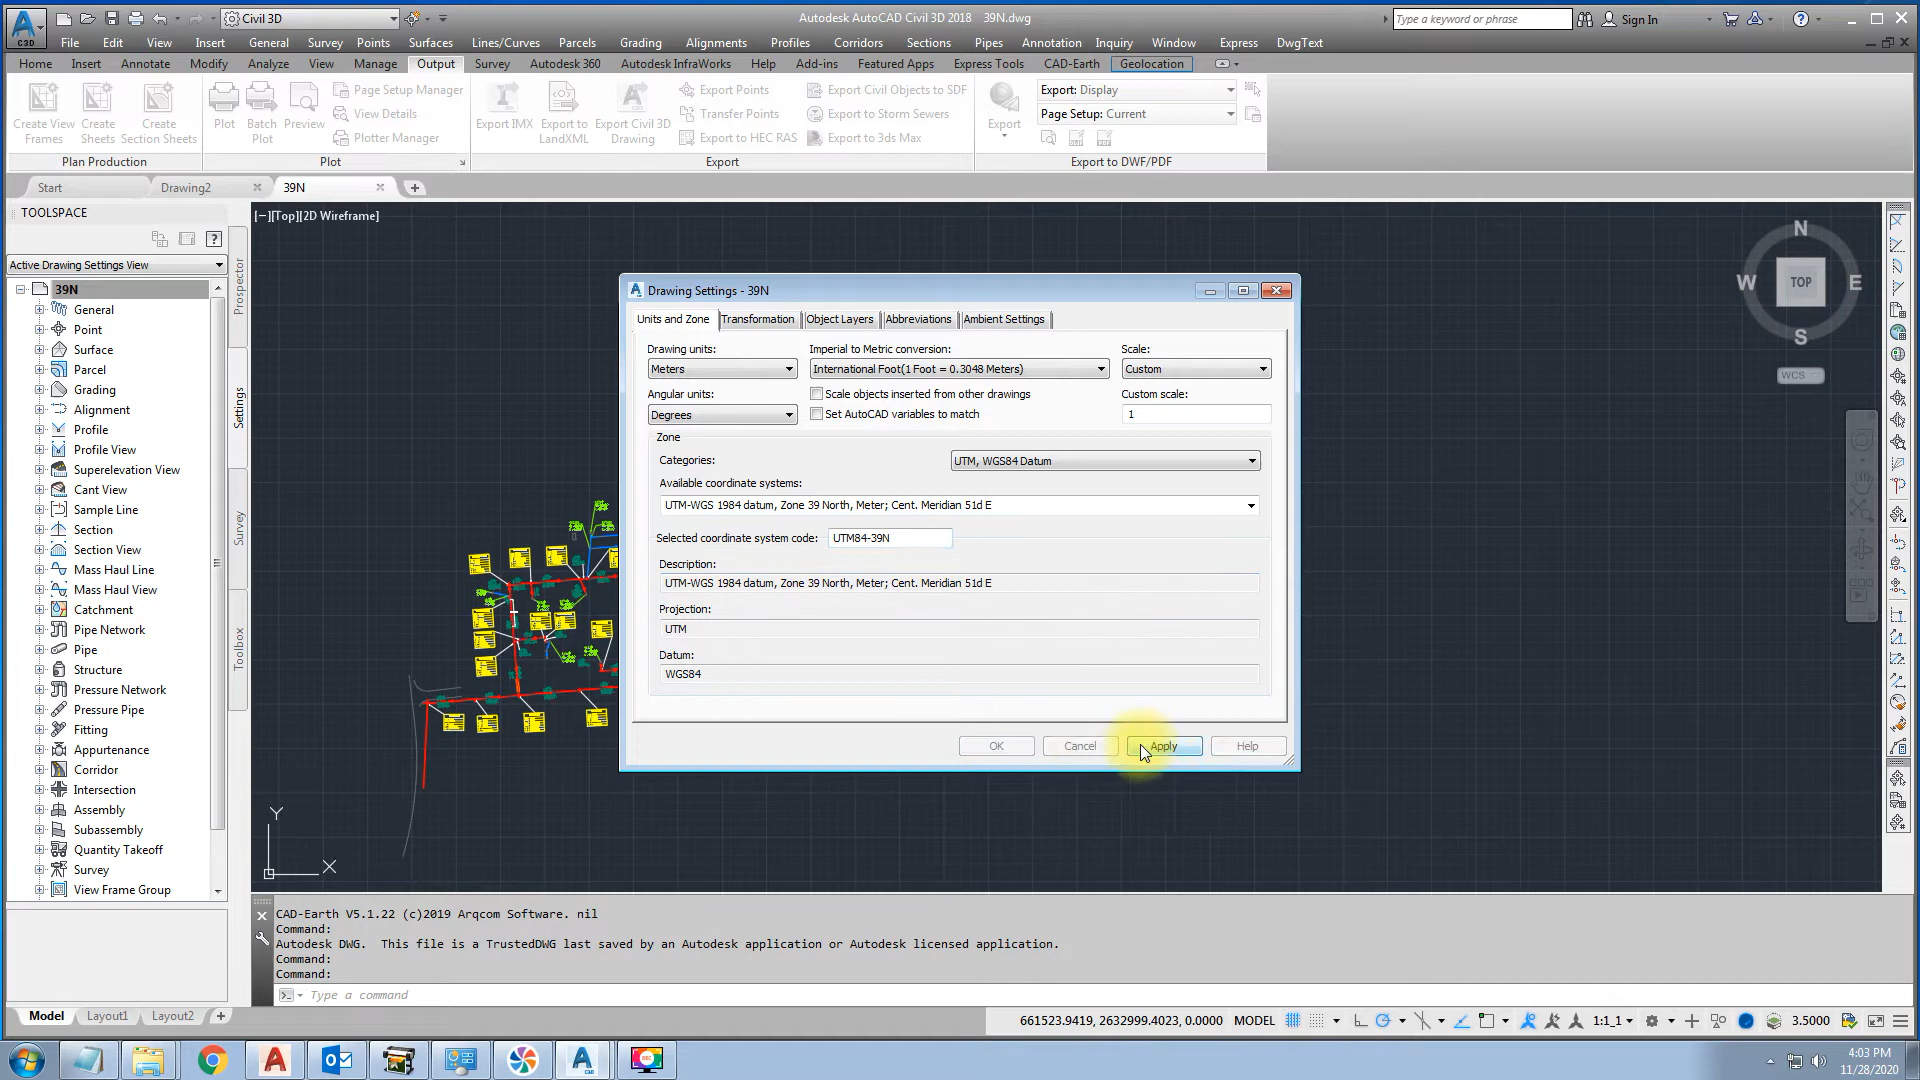 Civil 3D
Autodesk AutoCAD Civil 3D 2018 39N.dwg
Type a keyword or phrase
Sign In
C3D
File Edit View Insert General Survey Points Surfaces Lines/Curves Parcels Grading Alignments Profiles Corridors Sections Pipes Annotation Inquiry Window Express DwgText
Home Insert Annotate Modify Analyze View Manage Output Survey Autodesk 360 Autodesk InfraWorks Help Add-ins Featured Apps Express Tools CAD-Earth Geolocation
Create View Frames
Create Sheets
Create Section Sheets
Plan Production
Plot
Batch Plot
Preview
Page Setup Manager
View Details
Plotter Manager
Plot
Export IMX
Export to LandXML
Export Civil 3D Drawing
Export Points
Transfer Points
Export to HEC RAS
Export Civil Objects to SDF
Export to Storm Sewers
Export to 3ds Max
Export
Export
Export: Display
Page Setup: Current
Export to DWF/PDF
Start Drawing2 39N
TOOLSPACE
[−][Top][2D Wireframe]
Active Drawing Settings View
39N
General
Point
Surface
Parcel
Grading
Alignment
Profile
Profile View
Superelevation View
Cant View
Sample Line
Section
Section View
Mass Haul Line
Mass Haul View
Catchment
Pipe Network
Pipe
Structure
Pressure Network
Pressure Pipe
Fitting
Appurtenance
Corridor
Intersection
Assembly
Subassembly
Quantity Takeoff
Survey
View Frame Group
Prospector
Settings
Survey
Toolbox
Drawing Settings - 39N
Units and Zone Transformation Object Layers Abbreviations Ambient Settings
Drawing units: Imperial to Metric conversion: Scale:
Meters International Foot(1 Foot = 0.3048 Meters) Custom
Angular units: Scale objects inserted from other drawings Custom scale:
Degrees Set AutoCAD variables to match 1
Zone
Categories: UTM, WGS84 Datum
Available coordinate systems:
UTM-WGS 1984 datum, Zone 39 North, Meter; Cent. Meridian 51d E
Selected coordinate system code: UTM84-39N
Description:
UTM-WGS 1984 datum, Zone 39 North, Meter; Cent. Meridian 51d E
Projection:
UTM
Datum:
WGS84
OK Cancel Apply Help
N
W TOP E
S
WCS
Y
X
CAD-Earth V5.1.22 (c)2019 Arqcom Software. nil
Command:
Autodesk DWG. This file is a TrustedDWG last saved by an Autodesk application or Autodesk licensed application.
Command:
Command:
Type a command
Model Layout1 Layout2
661523.9419, 2632999.4023, 0.0000 MODEL 1:1_1 3.5000
4:03 PM
11/28/2020